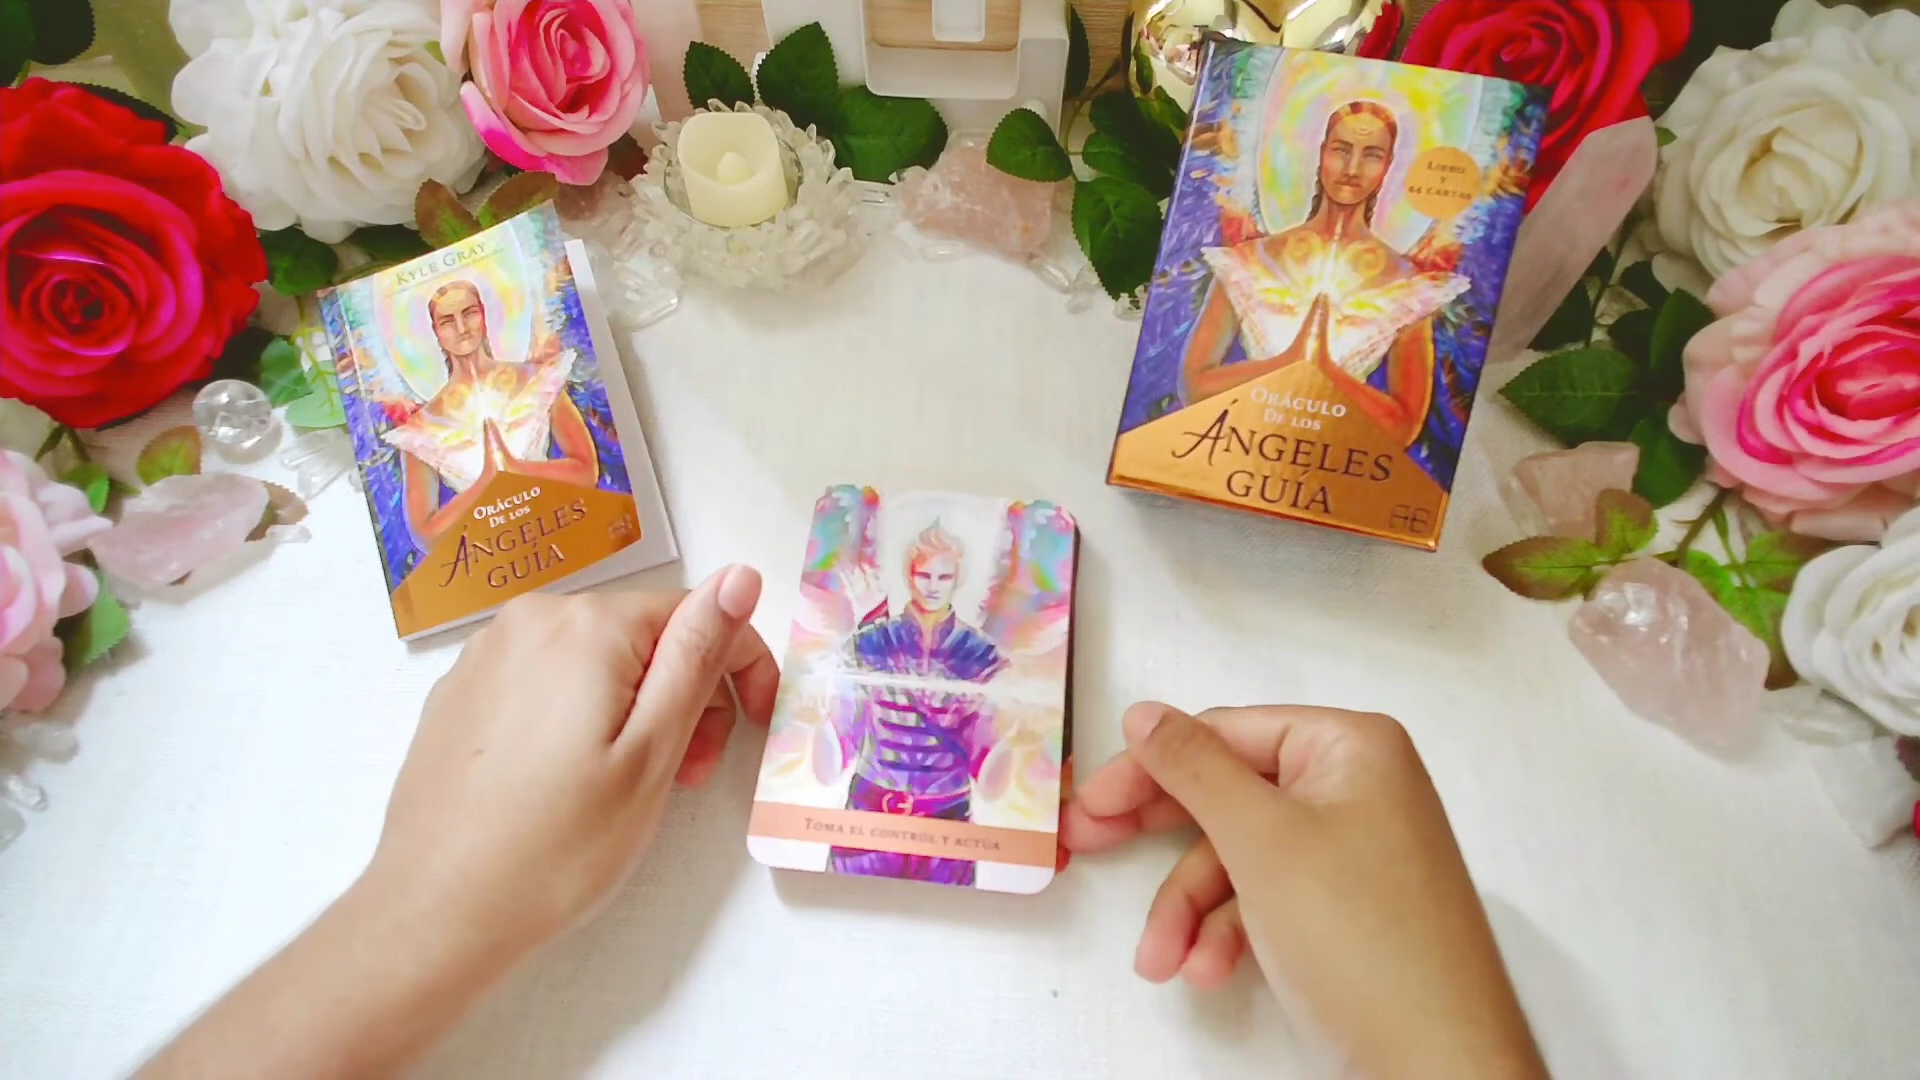 KYLE GRAY
ORÁCULO
DE LOS
ÁNGELES
GUÍA
LIBRO
Y
44 CARTAS
ORÁCULO
DE LOS
ÁNGELES
GUÍA
AB
TOMA EL CONTROL Y ACTÚA